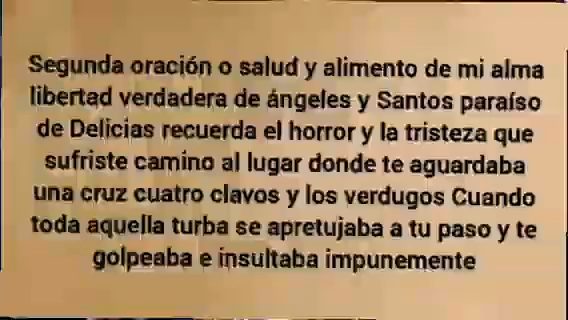 Segunda oración o salud y alimento de mi alma
libertad verdadera de ángeles y Santos paraíso
de Delicias recuerda el horror y la tristeza que
sufriste camino al lugar donde te aguardaba
una cruz cuatro clavos y los verdugos Cuando
toda aquella turba se apretujaba a tu paso y te
golpeaba e insultaba impunemente